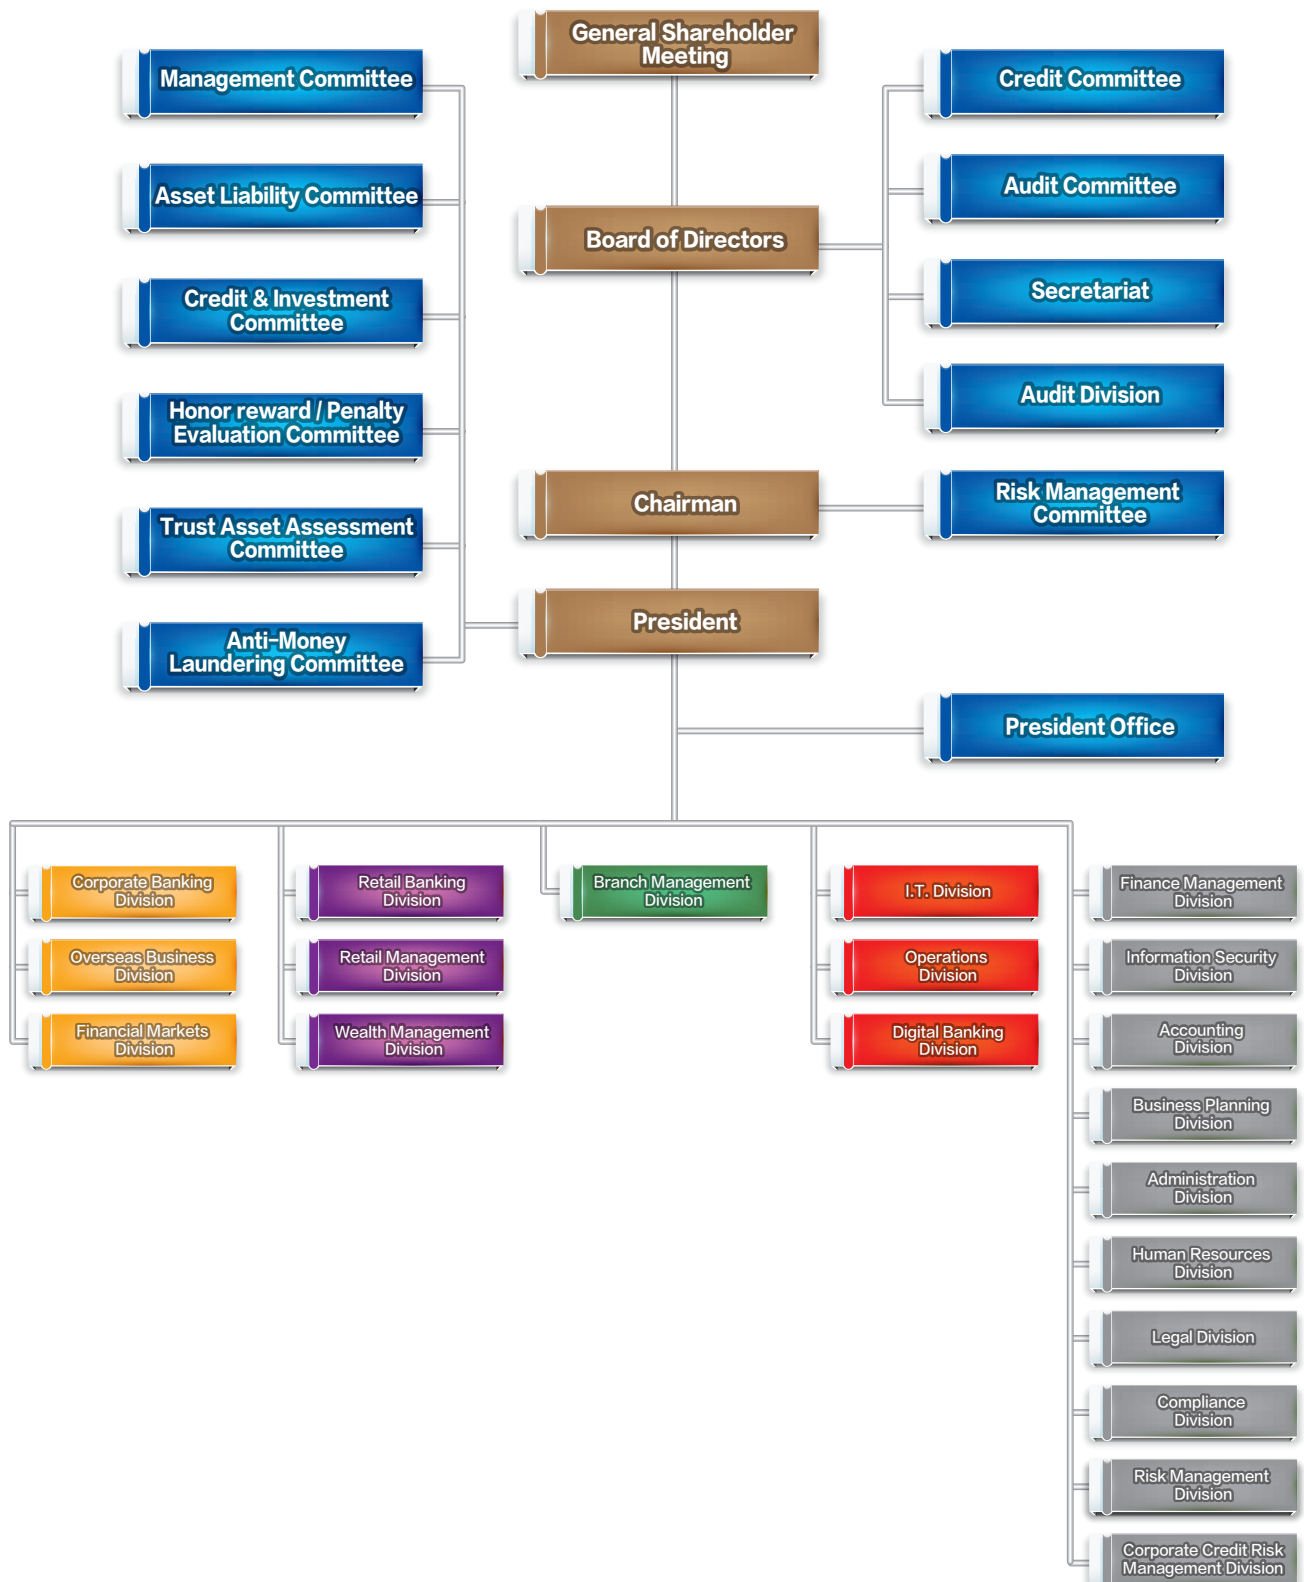 General Shareholder
Meeting
Management Committee
Asset Liability Committee
Credit & Investment
Committee
Honor reward / Penalty
Evaluation Committee
Trust Asset Assessment
Committee
Anti-Money
Laundering Committee
Board of Directors
Chairman
President
Credit Committee
Audit Committee
Secretariat
Audit Division
Risk Management
Committee
President Office
Corporate Banking
Division
Overseas Business
Division
Financial Markets
Division
Retail Banking
Division
Retail Management
Division
Wealth Management
Division
Branch Management
Division
I.T. Division
Operations
Division
Digital Banking
Division
Finance Management
Division
Information Security
Division
Accounting
Division
Business Planning
Division
Administration
Division
Human Resources
Division
Legal Division
Compliance
Division
Risk Management
Division
Corporate Credit Risk
Management Division